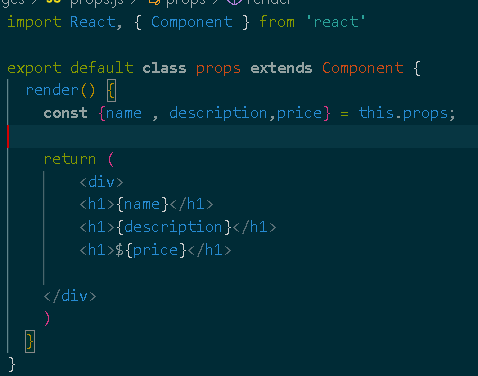 ges > JS props.js > props > render
import React, { Component } from 'react'
export default class props extends Component {
render() {
const {name , description,price} = this.props;
return (
<div>
<h1>{name}</h1>
<h1>{description}</h1>
<h1>${price}</h1>
</div>
)
}
}